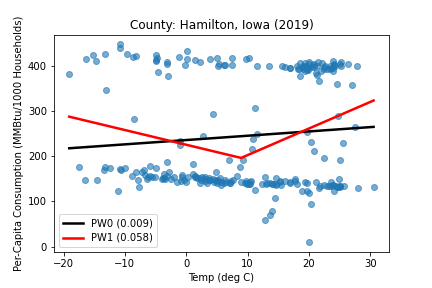 County: Hamilton, Iowa (2019)
Per-Capita Consumption (MMBtu/1000 Households)
400
300
200
100
0
PW0 (0.009)
PW1 (0.058)
−20
−10
0
10
20
30
Temp (deg C)